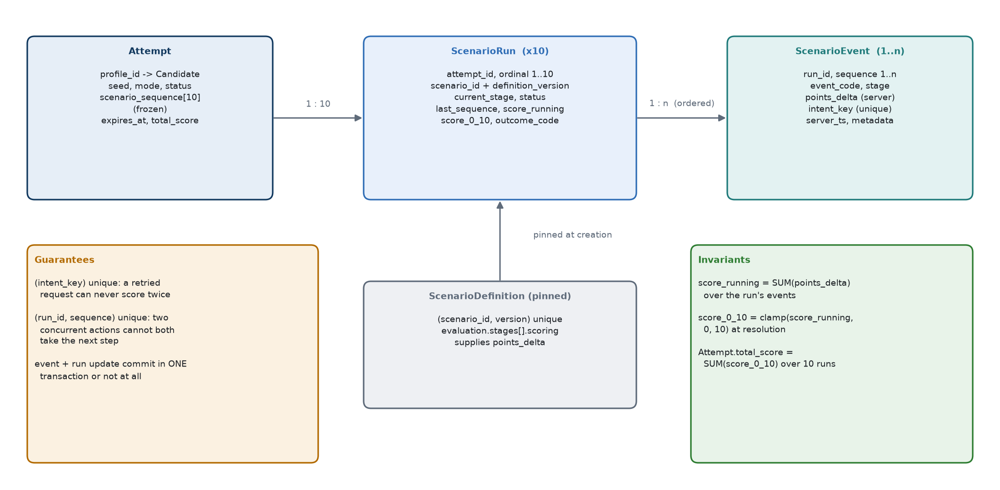 Attempt
profile_id -> Candidate
seed, mode, status
scenario_sequence[10]
(frozen)
expires_at, total_score
1 : 10
ScenarioRun  (x10)
attempt_id, ordinal 1..10
scenario_id + definition_version
current_stage, status
last_sequence, score_running
score_0_10, outcome_code
1 : n  (ordered)
ScenarioEvent  (1..n)
run_id, sequence 1..n
event_code, stage
points_delta (server)
intent_key (unique)
server_ts, metadata
pinned at creation
Guarantees
(intent_key) unique: a retried
request can never score twice
(run_id, sequence) unique: two
concurrent actions cannot both
take the next step
event + run update commit in ONE
transaction or not at all
ScenarioDefinition (pinned)
(scenario_id, version) unique
evaluation.stages[].scoring
supplies points_delta
Invariants
score_running = SUM(points_delta)
over the run's events
score_0_10 = clamp(score_running,
0, 10) at resolution
Attempt.total_score =
SUM(score_0_10) over 10 runs